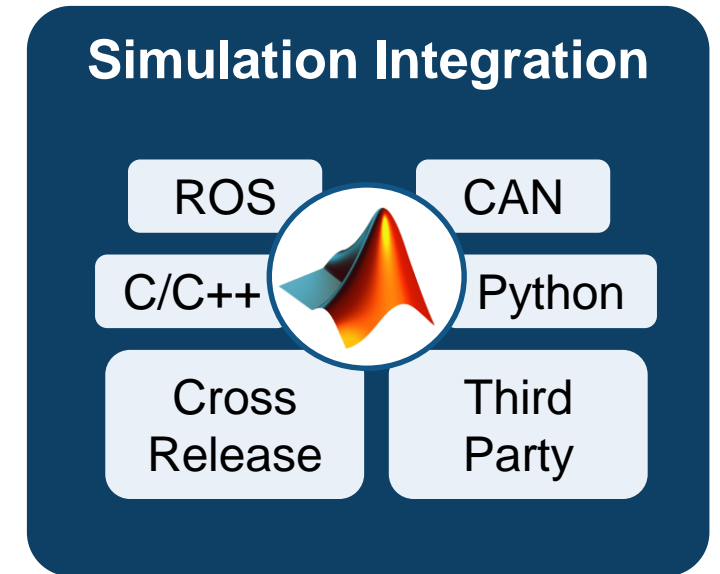 Simulation Integration
ROS
CAN
C/C++
Python
Cross
Release
Third
Party